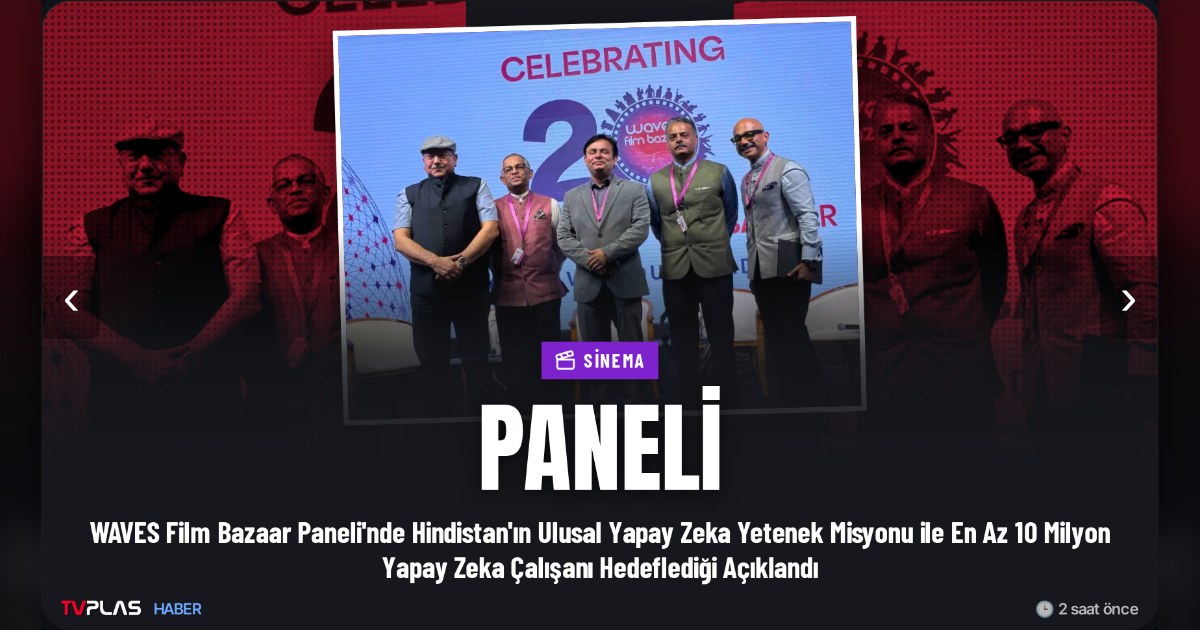 CELEBRATING
20
waves
film bazaar
SİNEMA
PANELİ
WAVES Film Bazaar Paneli'nde Hindistan'ın Ulusal Yapay Zeka Yetenek Misyonu ile En Az 10 Milyon
Yapay Zeka Çalışanı Hedeflediği Açıklandı
TVPLAS HABER
2 saat önce